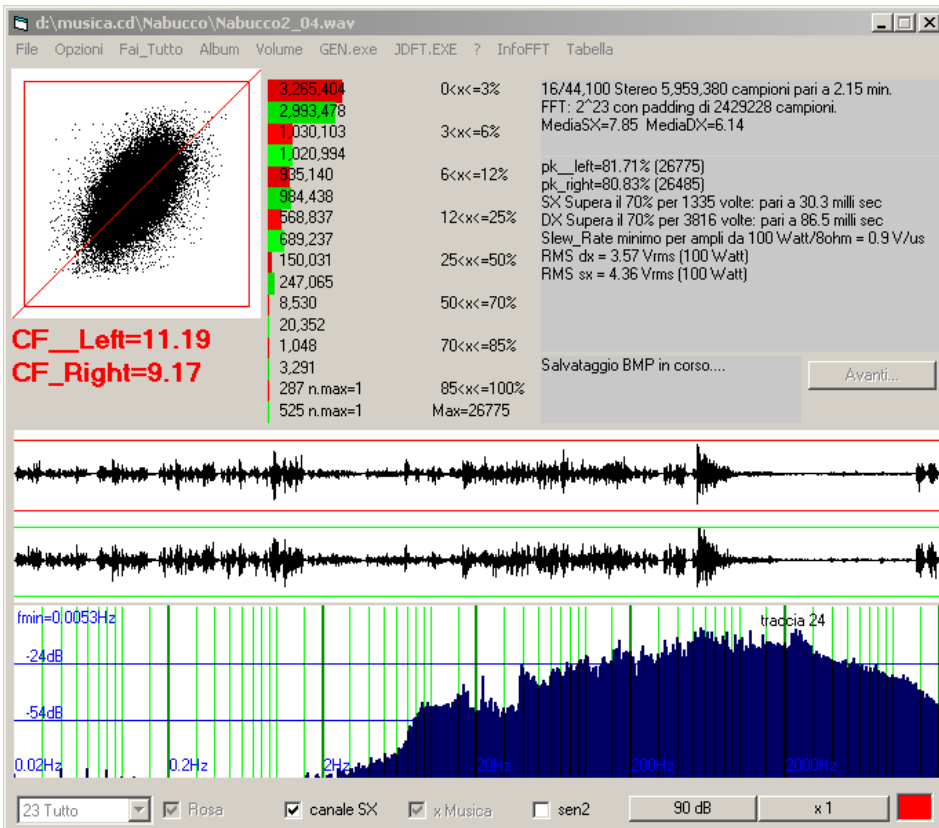 d:\musica.cd\Nabucco\Nabucco2_04.wav
File Opzioni Fai_Tutto Album Volume GEN.exe JDFT.EXE ? InfoFFT Tabella
3,265,404 0<x<=3%
2,993,478
1,030,103 3<x<=6%
1,020,994
935,140 6<x<=12%
984,438
568,837 12<x<=25%
689,237
150,031 25<x<=50%
247,065
8,530 50<x<=70%
20,352
1,048 70<x<=85%
3,291
287 n.max=1 85<x<=100%
525 n.max=1 Max=26775
CF__Left=11.19
CF_Right=9.17
16/44,100 Stereo 5,959,380 campioni pari a 2.15 min.
FFT: 2^23 con padding di 2429228 campioni.
MediaSX=7.85 MediaDX=6.14
pk__left=81.71% (26775)
pk_right=80.83% (26485)
SX Supera il 70% per 1335 volte: pari a 30.3 milli sec
DX Supera il 70% per 3816 volte: pari a 86.5 milli sec
Slew_Rate minimo per ampli da 100 Watt/8ohm = 0.9 V/us
RMS dx = 3.57 Vrms (100 Watt)
RMS sx = 4.36 Vrms (100 Watt)
Salvataggio BMP in corso....
Avanti...
fmin=0.0053Hz traccia 24
-24dB
-54dB
0.02Hz 0.2Hz 2Hz 20Hz 200Hz 2000Hz
23 Tutto Rosa canale SX x Musica sen2 90 dB x 1